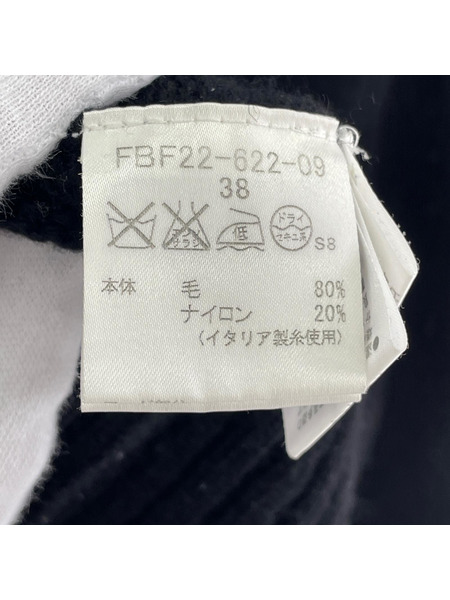 FBF22-622-09
38
低 ドライ セキユ系 S8
本体 毛 80%
ナイロン 20%
(イタリア製糸使用)